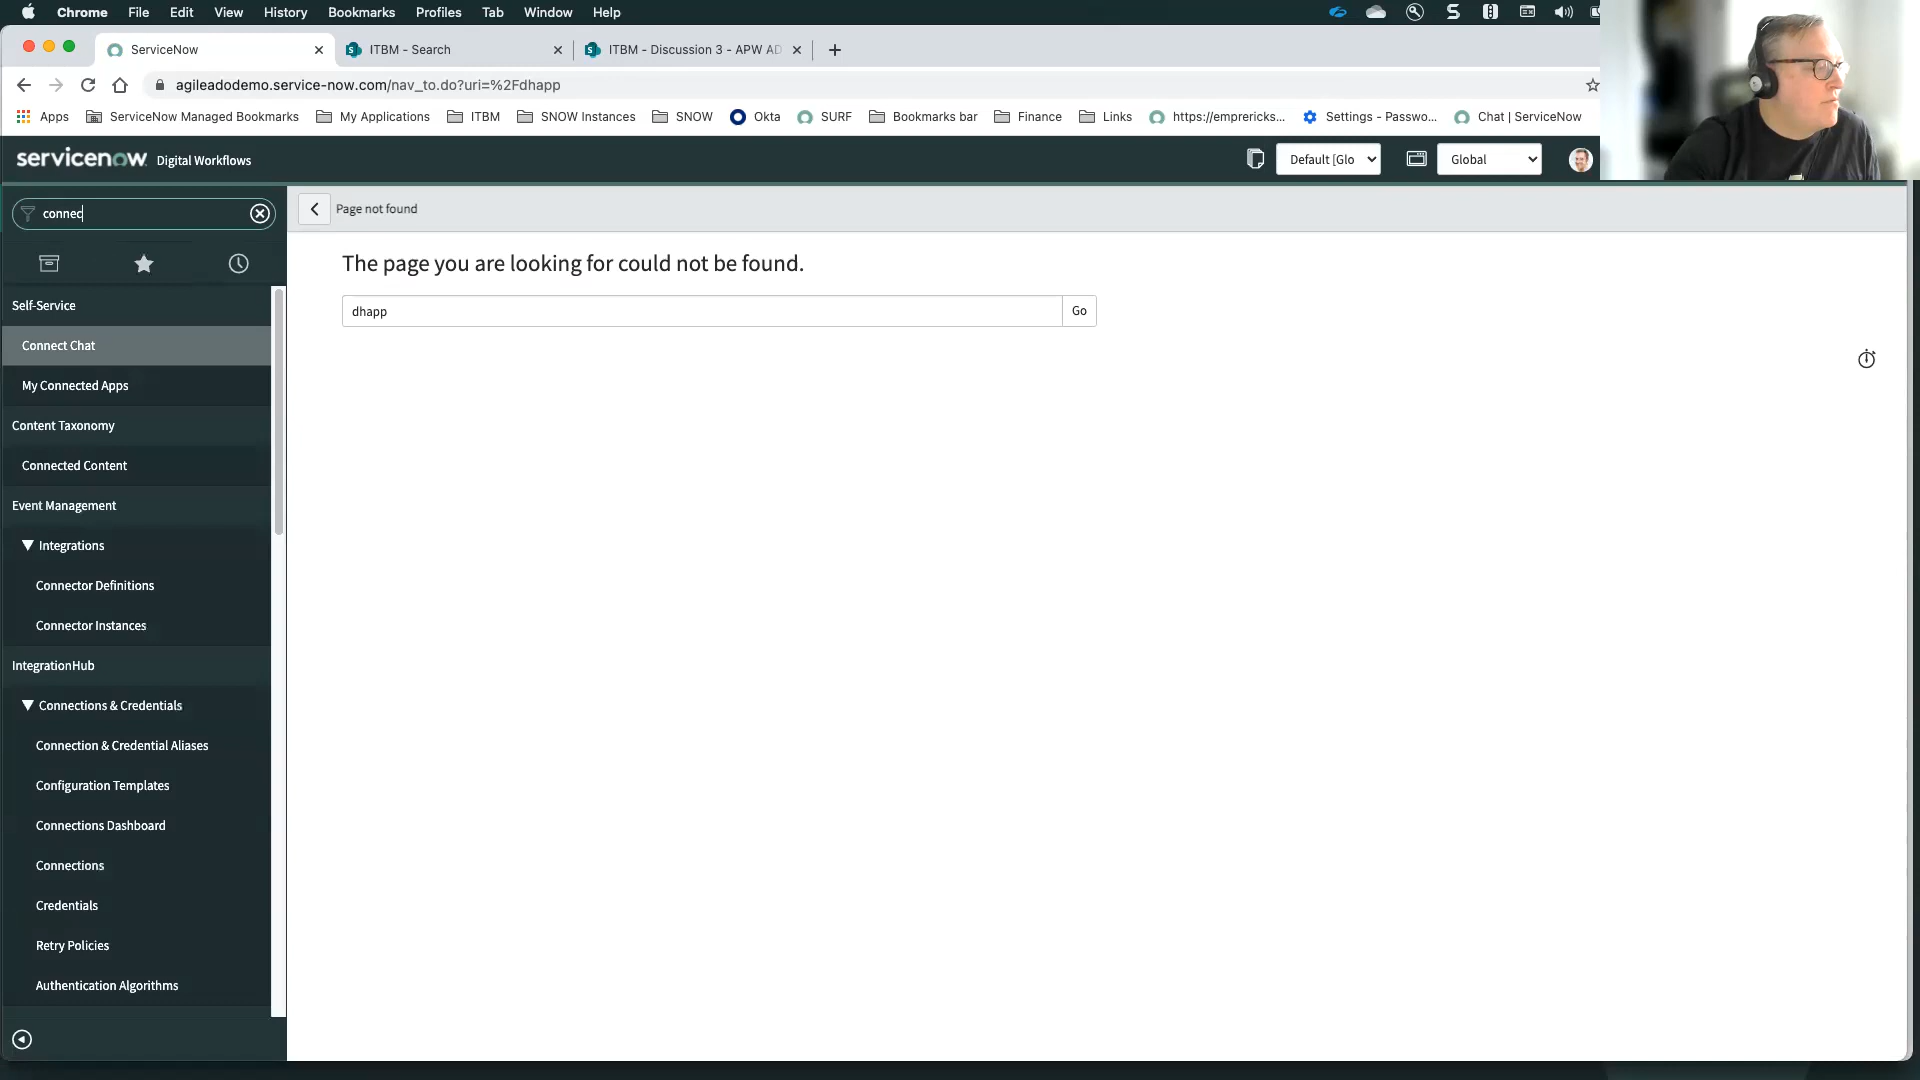 Chrome File Edit View History Bookmarks Profiles Tab Window Help
ServiceNow
ITBM - Search
ITBM - Discussion 3 - APW AD
agileadodemo.service-now.com/nav_to.do?uri=%2Fdhapp
Apps ServiceNow Managed Bookmarks My Applications ITBM SNOW Instances SNOW Okta SURF Bookmarks bar Finance Links https://emprericks... Settings - Passwo... Chat | ServiceNow
servicenow Digital Workflows
Default [Glo
Global
connec
Page not found
The page you are looking for could not be found.
dhapp
Go
Self-Service
Connect Chat
My Connected Apps
Content Taxonomy
Connected Content
Event Management
Integrations
Connector Definitions
Connector Instances
IntegrationHub
Connections & Credentials
Connection & Credential Aliases
Configuration Templates
Connections Dashboard
Connections
Credentials
Retry Policies
Authentication Algorithms